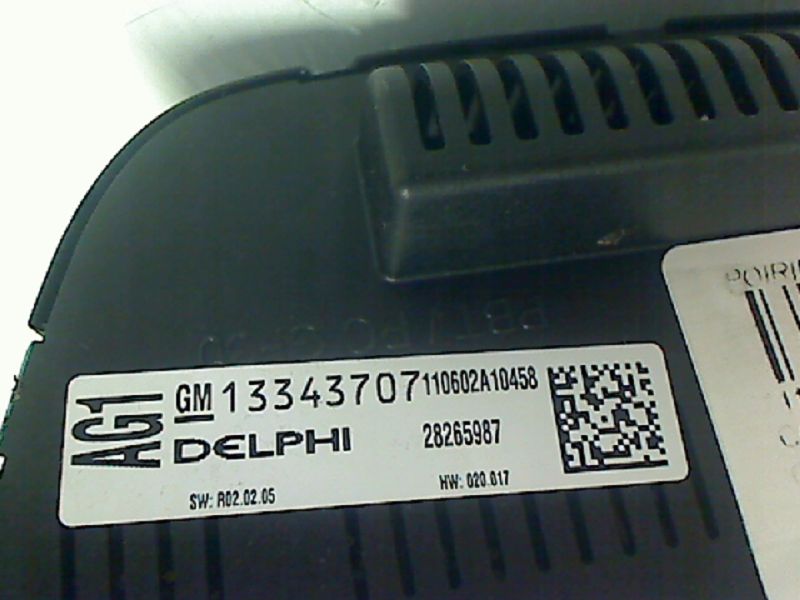 AG1
GM 13343707 110602A10458
DELPHI 28265987
SW: R02.02.05 HW: 020.017